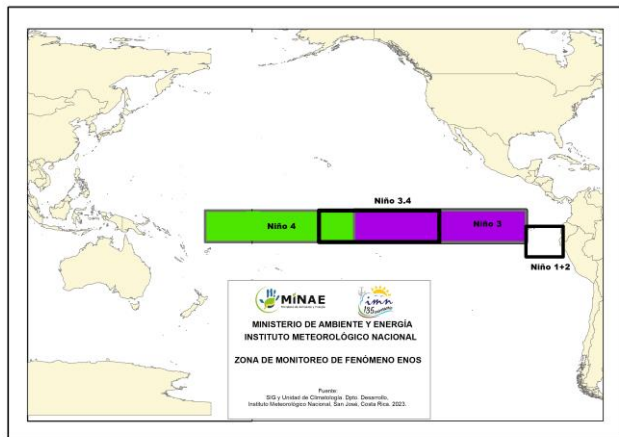 Niño 3.4
Niño 4
Niño 3
Niño 1+2
MiNAE
imn
135
MINISTERIO DE AMBIENTE Y ENERGÍA
INSTITUTO METEOROLÓGICO NACIONAL
ZONA DE MONITOREO DE FENÓMENO ENOS
Fuente:
SIG y Unidad de Climatología. Dpto. Desarrollo,
Instituto Meteorológico Nacional, San José, Costa Rica. 2023.